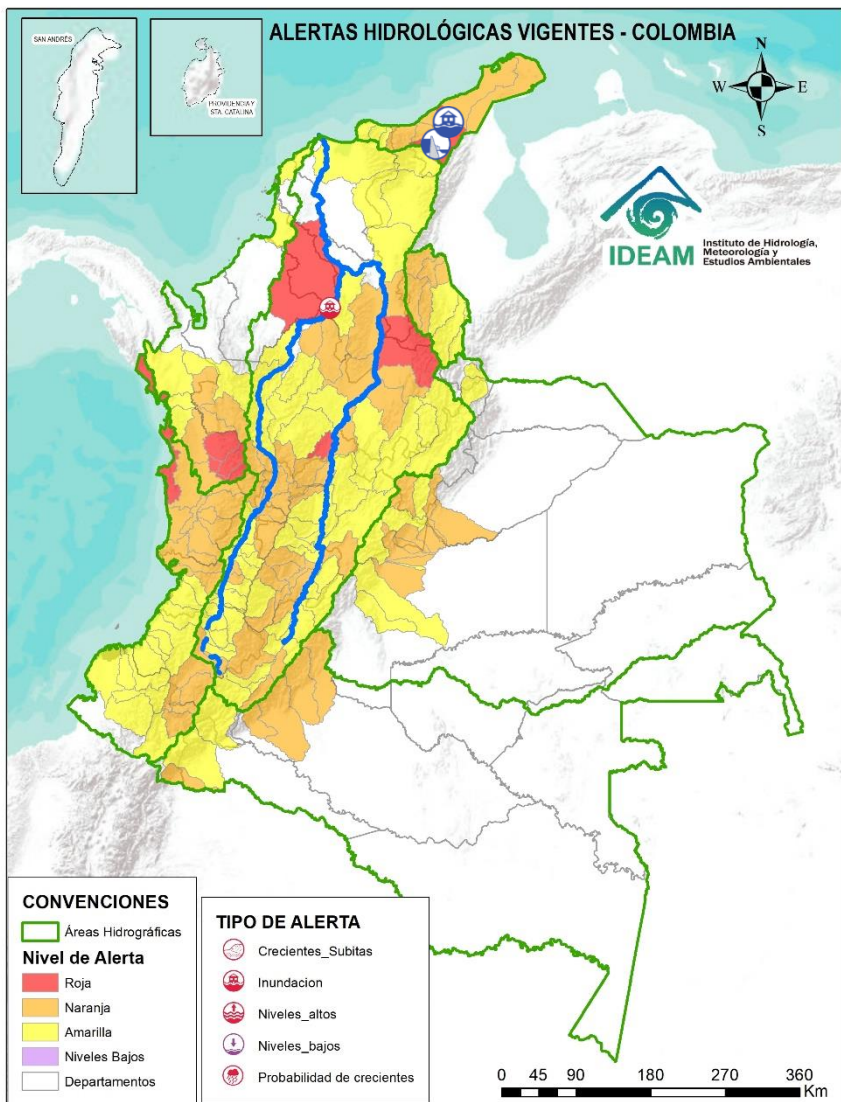 ALERTAS HIDROLÓGICAS VIGENTES - COLOMBIA
SAN ANDRÉS
PROVIDENCIA Y
STA. CATALINA
N
W
E
S
IDEAM
Instituto de Hidrología,
Meteorología y
Estudios Ambientales
CONVENCIONES
Áreas Hidrográficas
Nivel de Alerta
Roja
Naranja
Amarilla
Niveles Bajos
Departamentos
TIPO DE ALERTA
Crecientes_Subitas
Inundacion
Niveles_altos
Niveles_bajos
Probabilidad de crecientes
0 45 90 180 270 360
Km